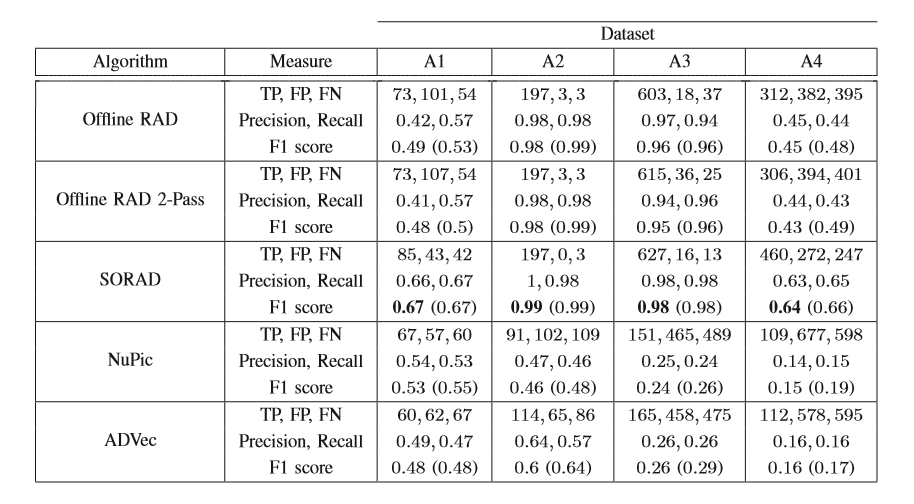 Dataset
Algorithm Measure A1 A2 A3 A4
TP, FP, FN 73, 101, 54 197, 3, 3 603, 18, 37 312, 382, 395
Offline RAD Precision, Recall 0.42, 0.57 0.98, 0.98 0.97, 0.94 0.45, 0.44
F1 score 0.49 (0.53) 0.98 (0.99) 0.96 (0.96) 0.45 (0.48)
TP, FP, FN 73, 107, 54 197, 3, 3 615, 36, 25 306, 394, 401
Offline RAD 2-Pass Precision, Recall 0.41, 0.57 0.98, 0.98 0.94, 0.96 0.44, 0.43
F1 score 0.48 (0.5) 0.98 (0.99) 0.95 (0.96) 0.43 (0.49)
TP, FP, FN 85, 43, 42 197, 0, 3 627, 16, 13 460, 272, 247
SORAD Precision, Recall 0.66, 0.67 1, 0.98 0.98, 0.98 0.63, 0.65
F1 score 0.67 (0.67) 0.99 (0.99) 0.98 (0.98) 0.64 (0.66)
TP, FP, FN 67, 57, 60 91, 102, 109 151, 465, 489 109, 677, 598
NuPic Precision, Recall 0.54, 0.53 0.47, 0.46 0.25, 0.24 0.14, 0.15
F1 score 0.53 (0.55) 0.46 (0.48) 0.24 (0.26) 0.15 (0.19)
TP, FP, FN 60, 62, 67 114, 65, 86 165, 458, 475 112, 578, 595
ADVec Precision, Recall 0.49, 0.47 0.64, 0.57 0.26, 0.26 0.16, 0.16
F1 score 0.48 (0.48) 0.6 (0.64) 0.26 (0.29) 0.16 (0.17)